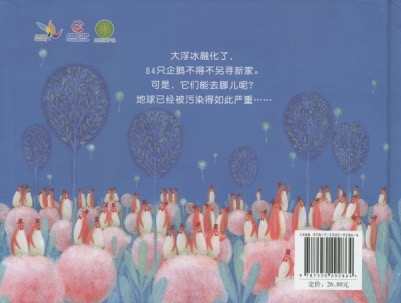 大浮冰融化了，
84只企鹅不得不另寻新家。
可是，它们能去哪儿呢？
地球已经被污染得如此严重……
定价：26.80元